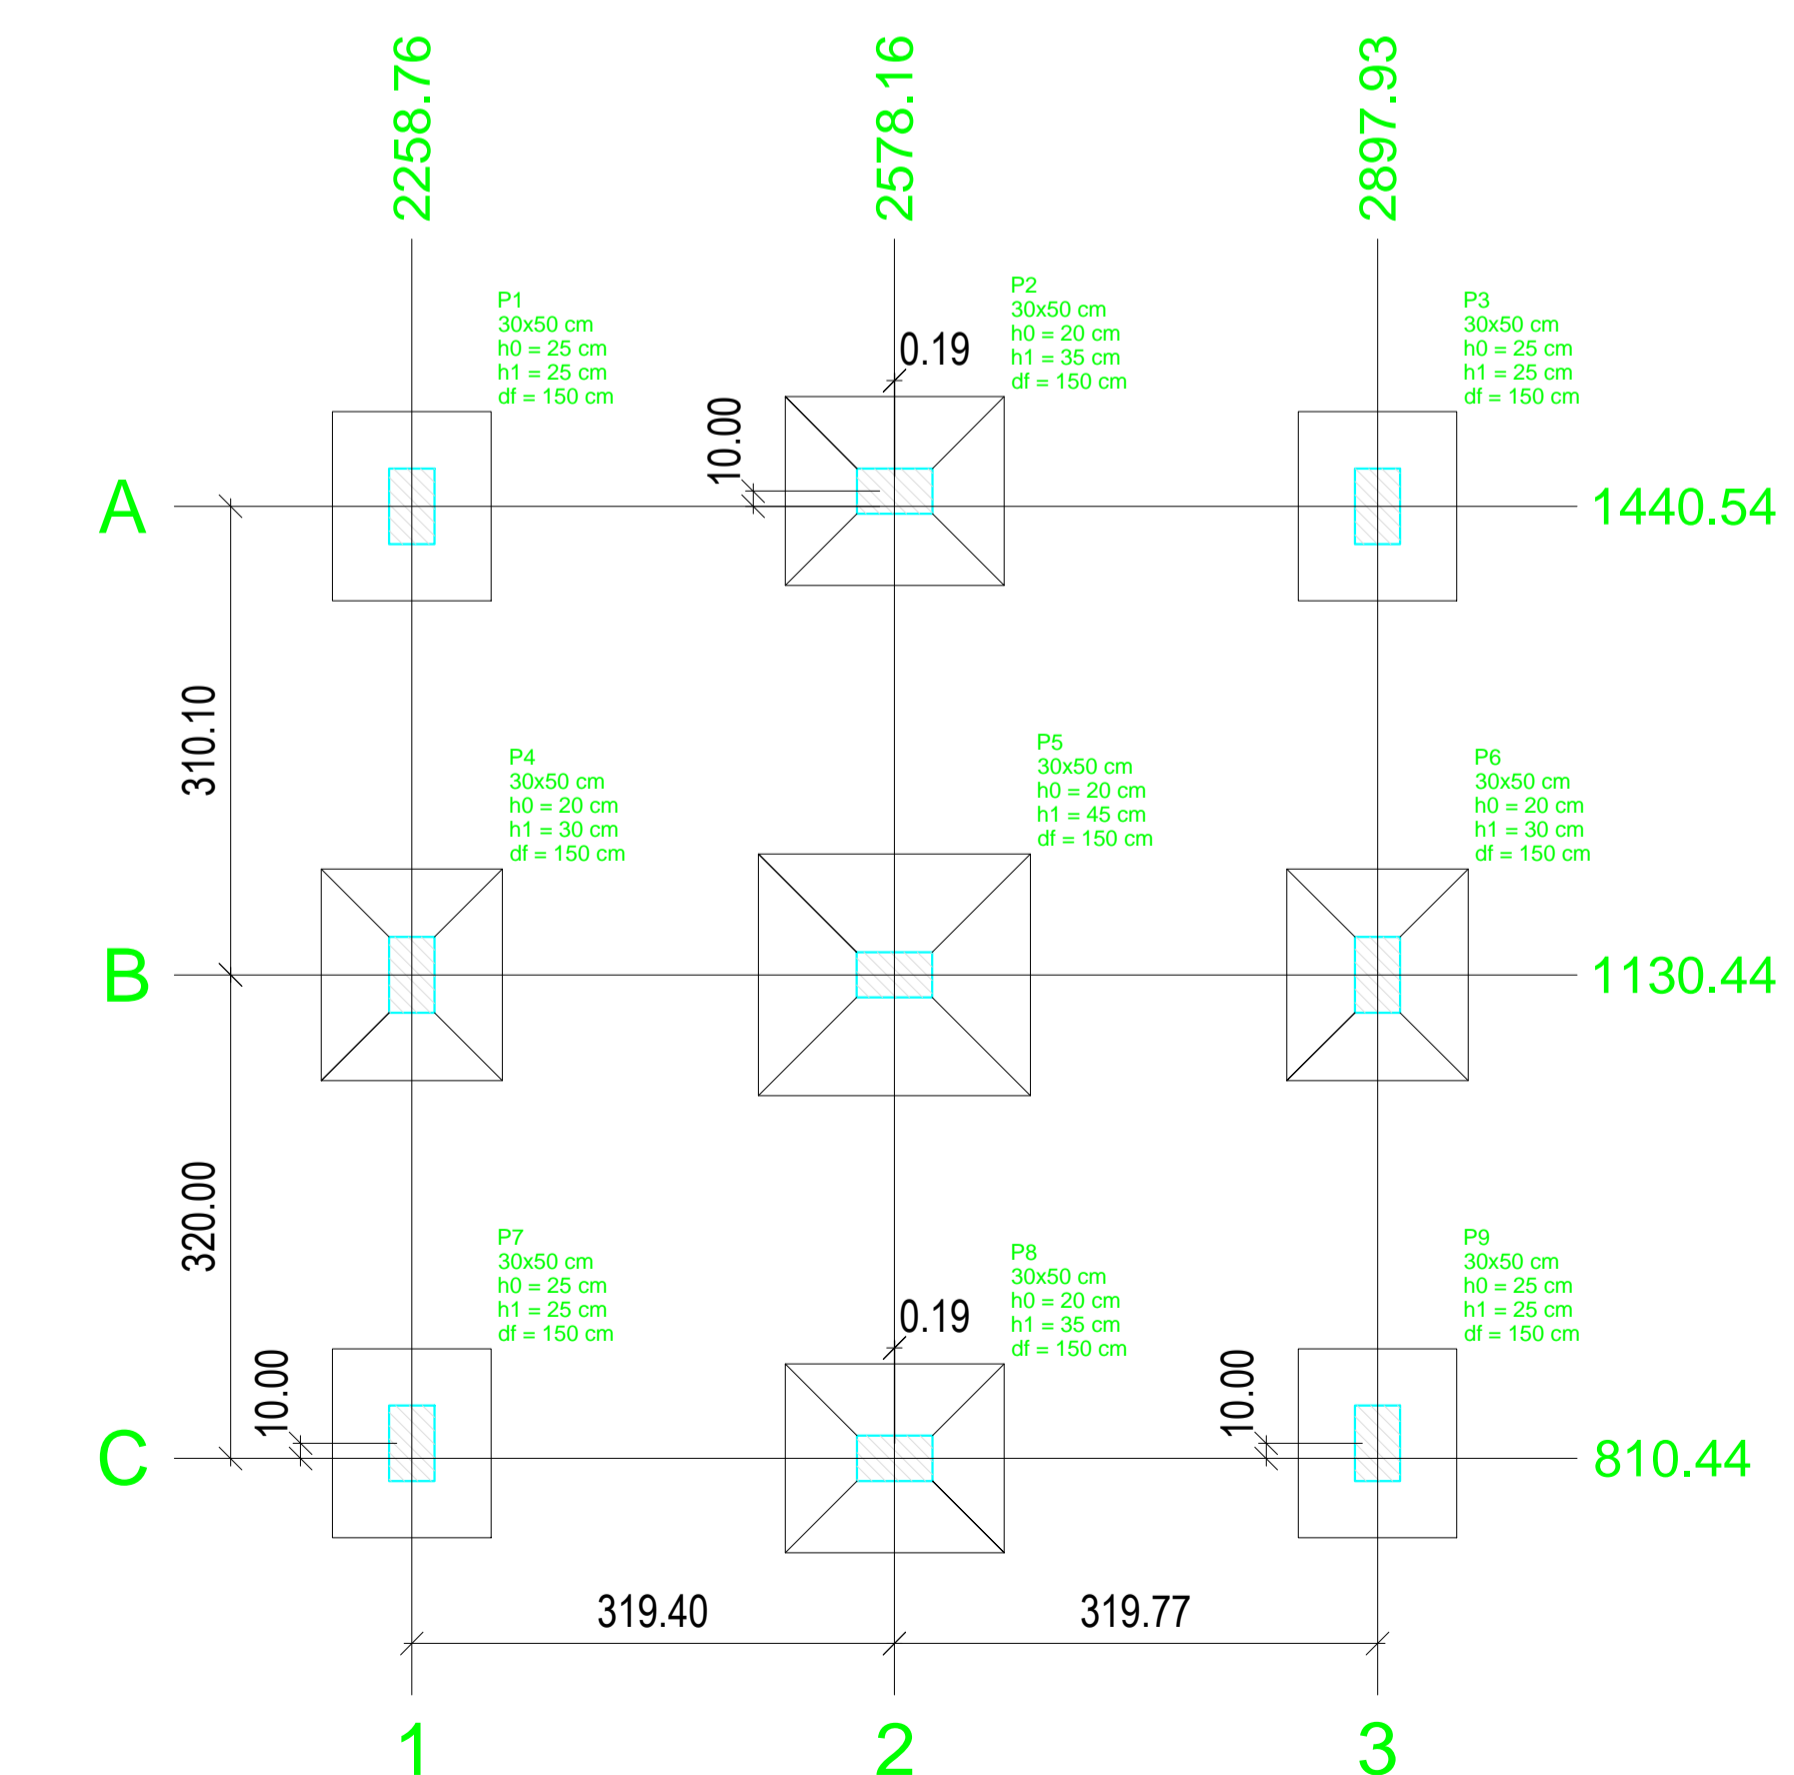 2258.76
2578.16
2897.93
P1
30x50 cm
h0 = 25 cm
h1 = 25 cm
df = 150 cm
P2
30x50 cm
h0 = 20 cm
h1 = 35 cm
df = 150 cm
P3
30x50 cm
h0 = 25 cm
h1 = 25 cm
df = 150 cm
0.19
10.00
A
1440.54
310.10
P4
30x50 cm
h0 = 20 cm
h1 = 30 cm
df = 150 cm
P5
30x50 cm
h0 = 20 cm
h1 = 45 cm
df = 150 cm
P6
30x50 cm
h0 = 20 cm
h1 = 30 cm
df = 150 cm
B
1130.44
320.00
P7
30x50 cm
h0 = 25 cm
h1 = 25 cm
df = 150 cm
P8
30x50 cm
h0 = 20 cm
h1 = 35 cm
df = 150 cm
P9
30x50 cm
h0 = 25 cm
h1 = 25 cm
df = 150 cm
0.19
10.00
10.00
C
810.44
319.40
319.77
1
2
3